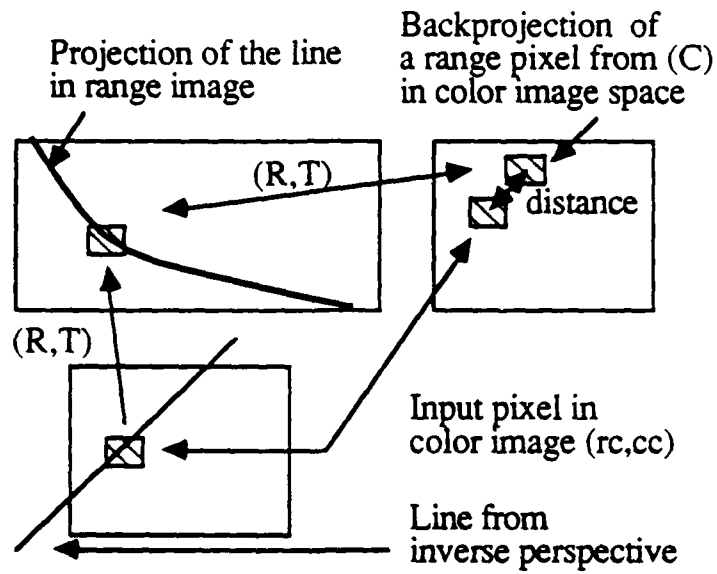 Projection of the line
in range image
Backprojection of
a range pixel from (C)
in color image space
(R,T)
distance
(R,T)
Input pixel in
color image (rc,cc)
Line from
inverse perspective